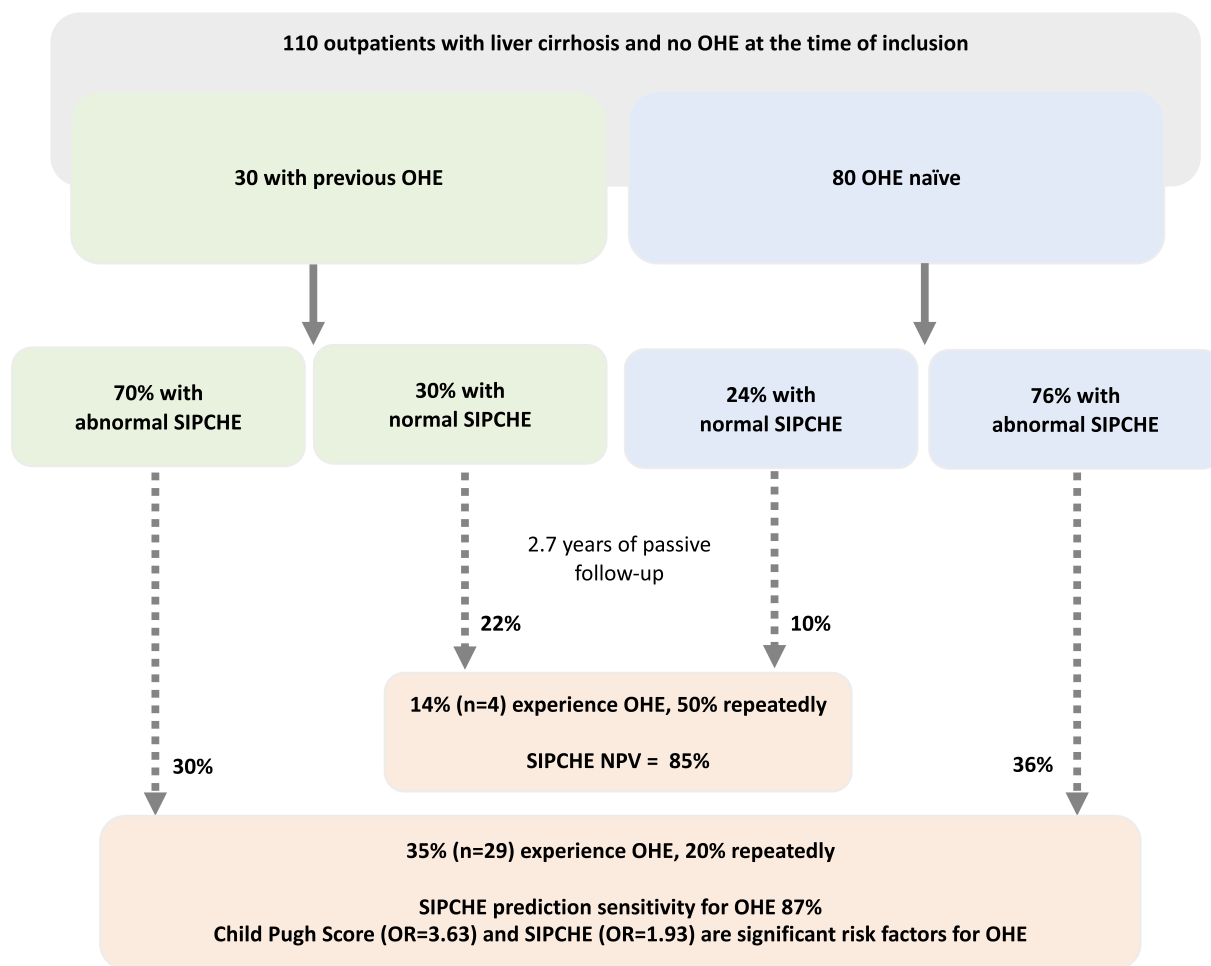 110 outpatients with liver cirrhosis and no OHE at the time of inclusion
30 with previous OHE
80 OHE naïve
70% with
abnormal SIPCHE
30% with
normal SIPCHE
24% with
normal SIPCHE
76% with
abnormal SIPCHE
2.7 years of passive
follow-up
22%
10%
14% (n=4) experience OHE, 50% repeatedly
SIPCHE NPV = 85%
30%
36%
35% (n=29) experience OHE, 20% repeatedly
SIPCHE prediction sensitivity for OHE 87%
Child Pugh Score (OR=3.63) and SIPCHE (OR=1.93) are significant risk factors for OHE